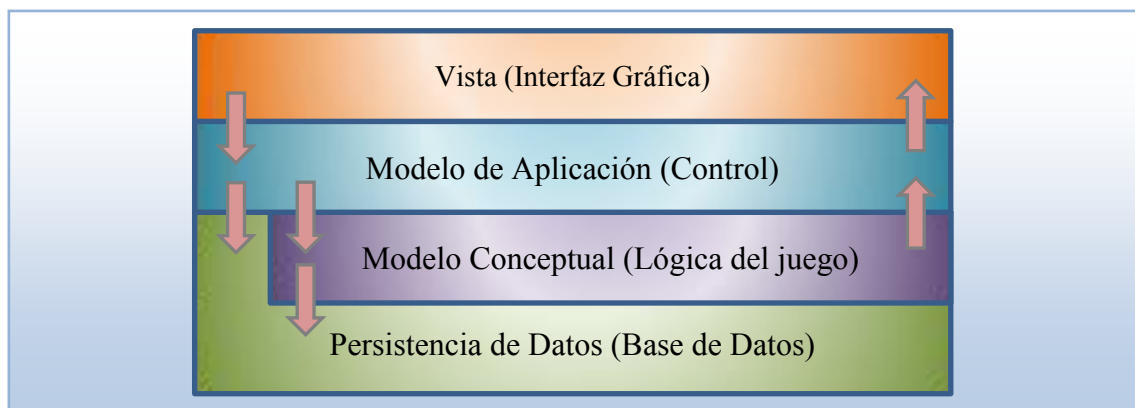 Vista (Interfaz Gráfica)
Modelo de Aplicación (Control)
Modelo Conceptual (Lógica del juego)
Persistencia de Datos (Base de Datos)